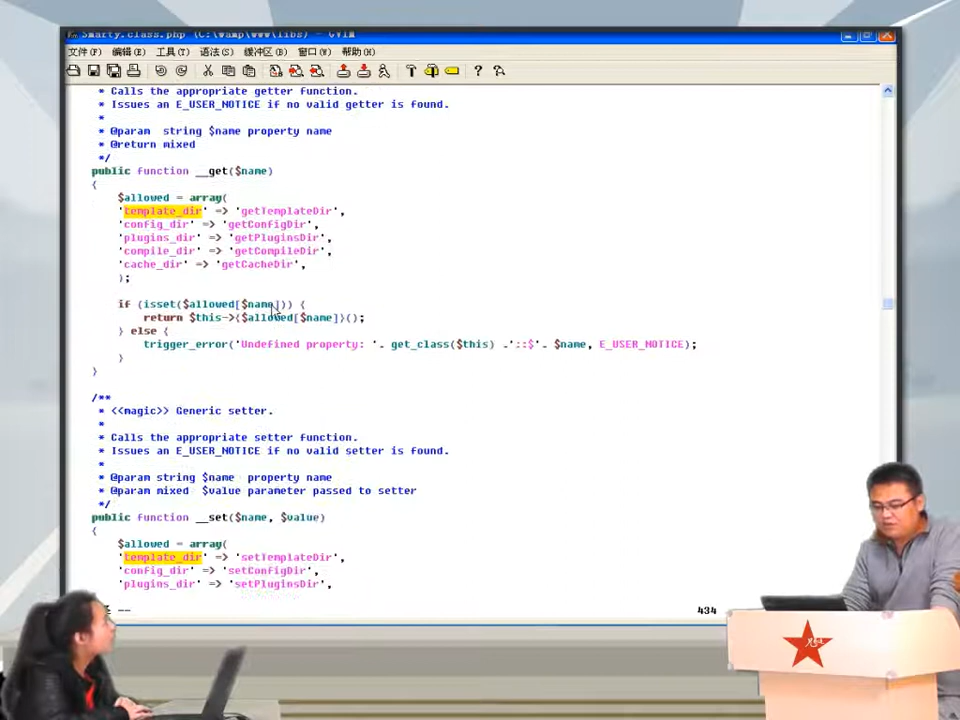 Smarty.class.php (C:\wamp\www\libs) - GVIM
文件(F) 编辑(E) 工具(T) 语法(S) 缓冲区(B) 窗口(W) 帮助(H)
* Calls the appropriate getter function.
* Issues an E_USER_NOTICE if no valid getter is found.
*
* @param  string $name property name
* @return mixed
*/
public function __get($name)
{
$allowed = array(
'template_dir' => 'getTemplateDir',
'config_dir' => 'getConfigDir',
'plugins_dir' => 'getPluginsDir',
'compile_dir' => 'getCompileDir',
'cache_dir' => 'getCacheDir',
);
if (isset($allowed[$name])) {
return $this->{$allowed[$name]}();
} else {
trigger_error('Undefined property: '. get_class($this) .'::$'. $name, E_USER_NOTICE);
}
}
/**
* <<magic>> Generic setter.
*
* Calls the appropriate setter function.
* Issues an E_USER_NOTICE if no valid setter is found.
*
* @param string $name  property name
* @param mixed  $value parameter passed to setter
*/
public function __set($name, $value)
{
$allowed = array(
'template_dir' => 'setTemplateDir',
'config_dir' => 'setConfigDir',
'plugins_dir' => 'setPluginsDir',
--
434